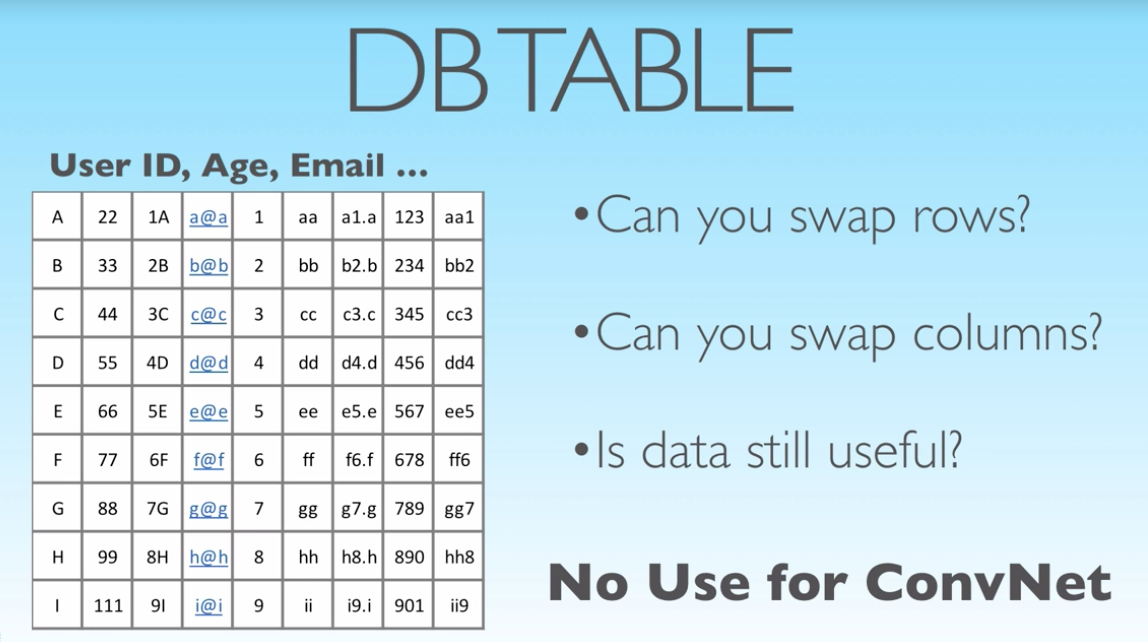 DB TABLE
User ID, Age, Email ...
A 22 1A a@a 1 aa a1.a 123 aa1
B 33 2B b@b 2 bb b2.b 234 bb2
C 44 3C c@c 3 cc c3.c 345 cc3
D 55 4D d@d 4 dd d4.d 456 dd4
E 66 5E e@e 5 ee e5.e 567 ee5
F 77 6F f@f 6 ff f6.f 678 ff6
G 88 7G g@g 7 gg g7.g 789 gg7
H 99 8H h@h 8 hh h8.h 890 hh8
I 111 9I i@i 9 ii i9.i 901 ii9
•Can you swap rows?
•Can you swap columns?
•Is data still useful?
No Use for ConvNet